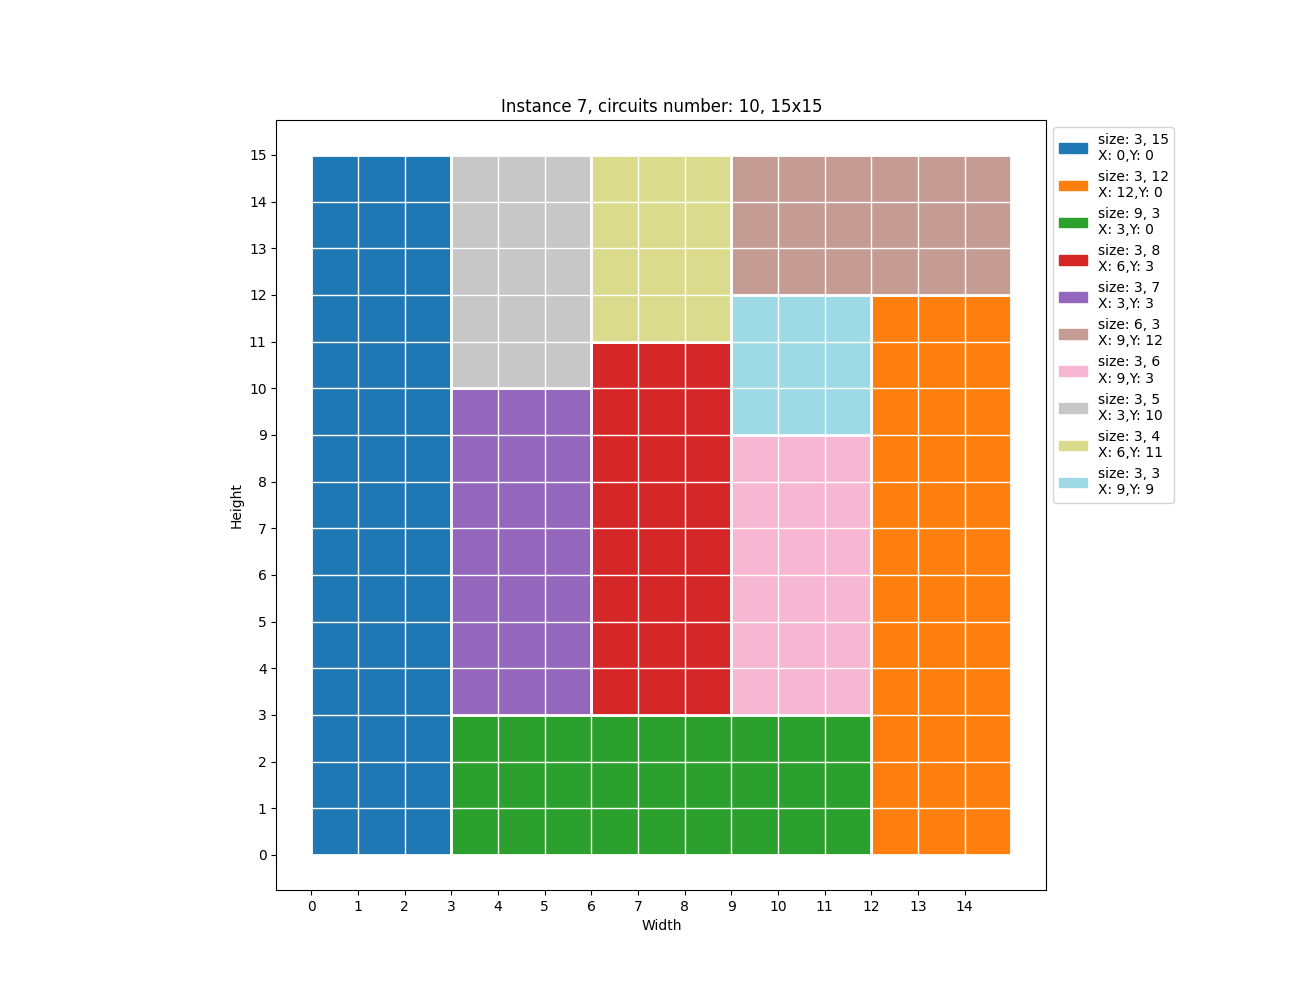 Instance 7, circuits number: 10, 15x15
size: 3, 15
X: 0,Y: 0
size: 3, 12
X: 12,Y: 0
size: 9, 3
X: 3,Y: 0
size: 3, 8
X: 6,Y: 3
size: 3, 7
X: 3,Y: 3
size: 6, 3
X: 9,Y: 12
size: 3, 6
X: 9,Y: 3
size: 3, 5
X: 3,Y: 10
size: 3, 4
X: 6,Y: 11
size: 3, 3
X: 9,Y: 9
Height
15
14
13
12
11
10
9
8
7
6
5
4
3
2
1
0
0 1 2 3 4 5 6 7 8 9 10 11 12 13 14
Width